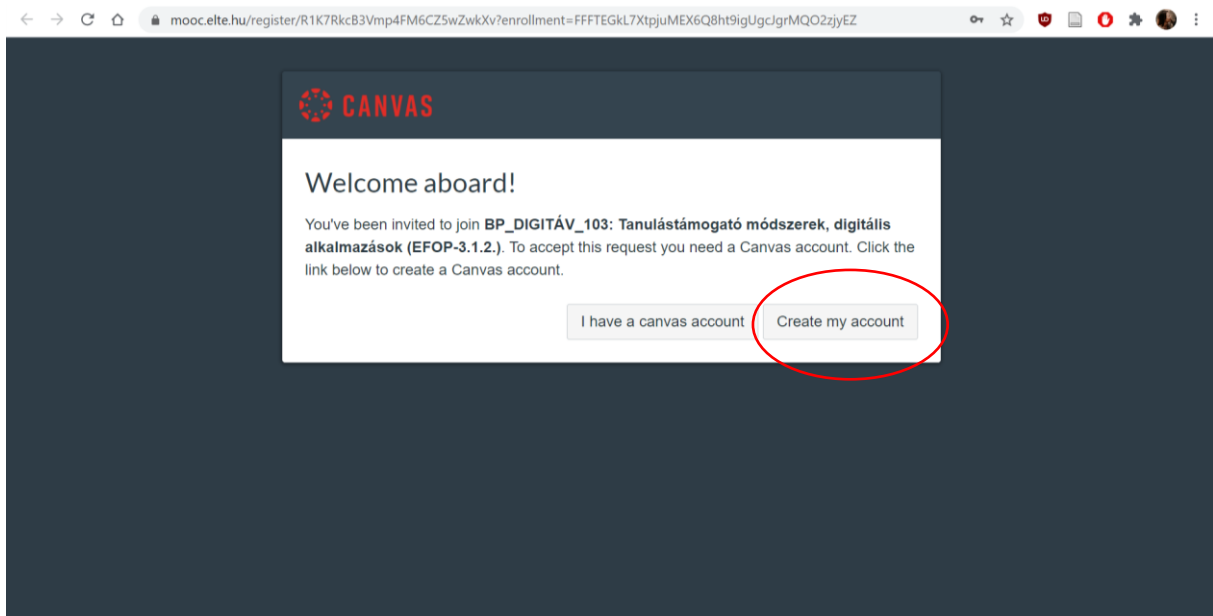 mooc.elte.hu/register/R1K7RkcB3Vmp4FM6CZ5wZwkXv?enrollment=FFFTEGkL7XtpjuMEX6Q8ht9igUgcJgrMQO2zjyEZ
CANVAS
Welcome aboard!
You've been invited to join BP_DIGITÁV_103: Tanulástámogató módszerek, digitális
alkalmazások (EFOP-3.1.2.). To accept this request you need a Canvas account. Click the
link below to create a Canvas account.
I have a canvas account Create my account